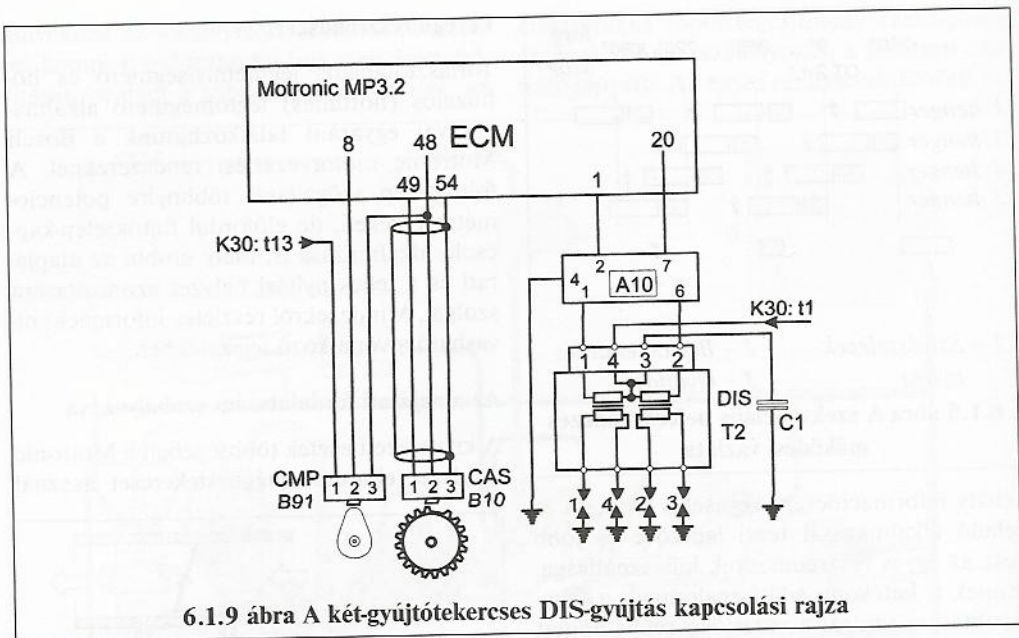 Motronic MP3.2
ECM
8
48
20
49
54
1
K30: t13
2
7
4
1
A10
6
K30: t1
1
4
3
2
DIS
T2
C1
CMP
B91
1 2 3
1 2 3
CAS
B10
1
4
2
3
6.1.9 ábra A két-gyújtótekercses DIS-gyújtás kapcsolási rajza